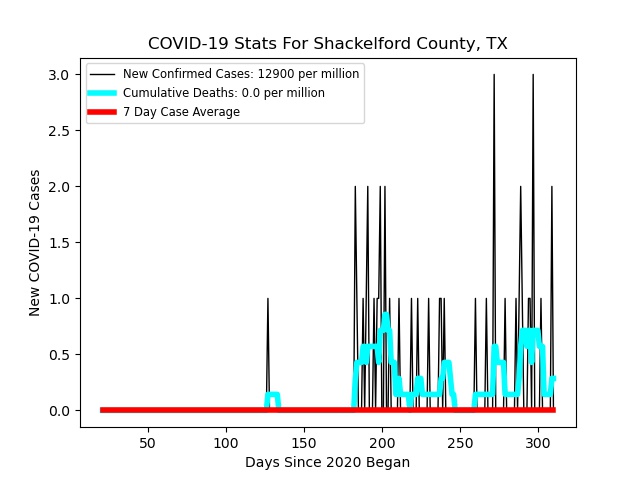 COVID-19 Stats For Shackelford County, TX
New Confirmed Cases: 12900 per million
Cumulative Deaths: 0.0 per million
7 Day Case Average
New COVID-19 Cases
3.0
2.5
2.0
1.5
1.0
0.5
0.0
50 100 150 200 250 300
Days Since 2020 Began